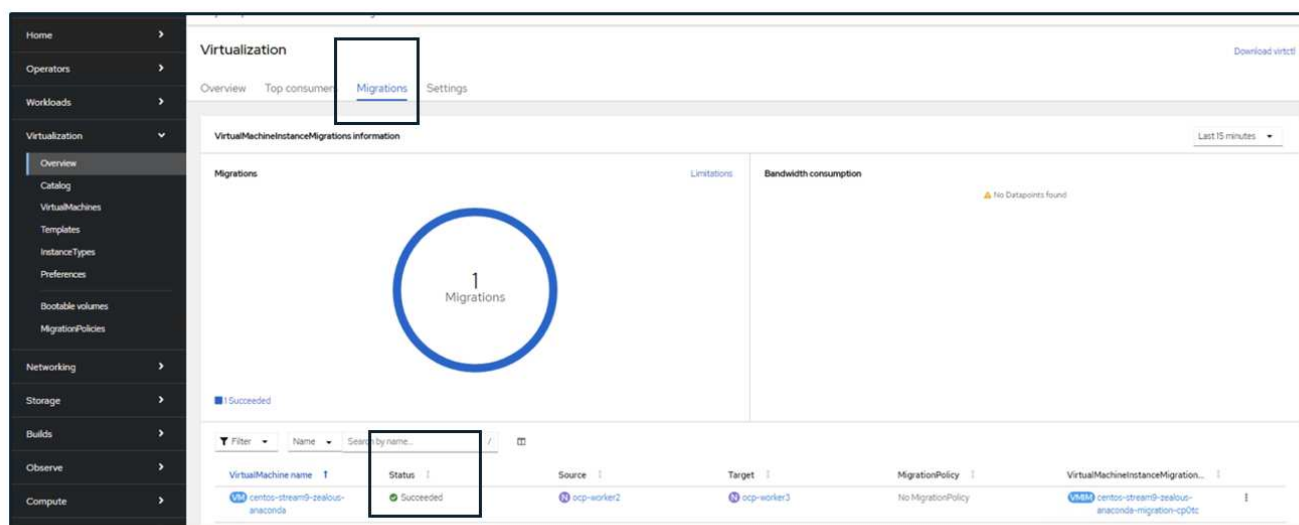 Home
Operators
Workloads
Virtualization
Overview
Catalog
VirtualMachines
Templates
InstanceTypes
Preferences
Bootable volumes
MigrationPolicies
Networking
Storage
Builds
Observe
Compute
Virtualization
Download virtctl
Overview Top consumers Migrations Settings
VirtualMachineInstanceMigrations information
Last 15 minutes
Migrations
Limitations
Bandwidth consumption
No Datapoints found
1
Migrations
1 Succeeded
Filter Name Search by name... /
VirtualMachine name Status Source Target MigrationPolicy VirtualMachineInstanceMigration...
VM centos-stream9-zealous- Succeeded N ocp-worker2 N ocp-worker3 No MigrationPolicy VMIM centos-stream9-zealous-
anaconda anaconda-migration-cp0tc